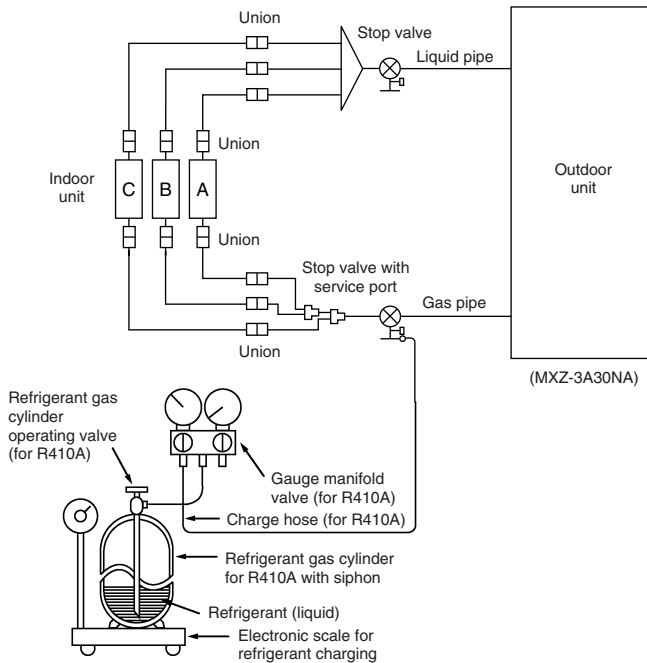 Union
Stop valve
Liquid pipe
Union
Indoor
unit
C
B
A
Outdoor
unit
Union
Stop valve with
service port
Gas pipe
Union
(MXZ-3A30NA)
Refrigerant gas
cylinder
operating valve
(for R410A)
Gauge manifold
valve (for R410A)
Charge hose (for R410A)
Refrigerant gas cylinder
for R410A with siphon
Refrigerant (liquid)
Electronic scale for
refrigerant charging